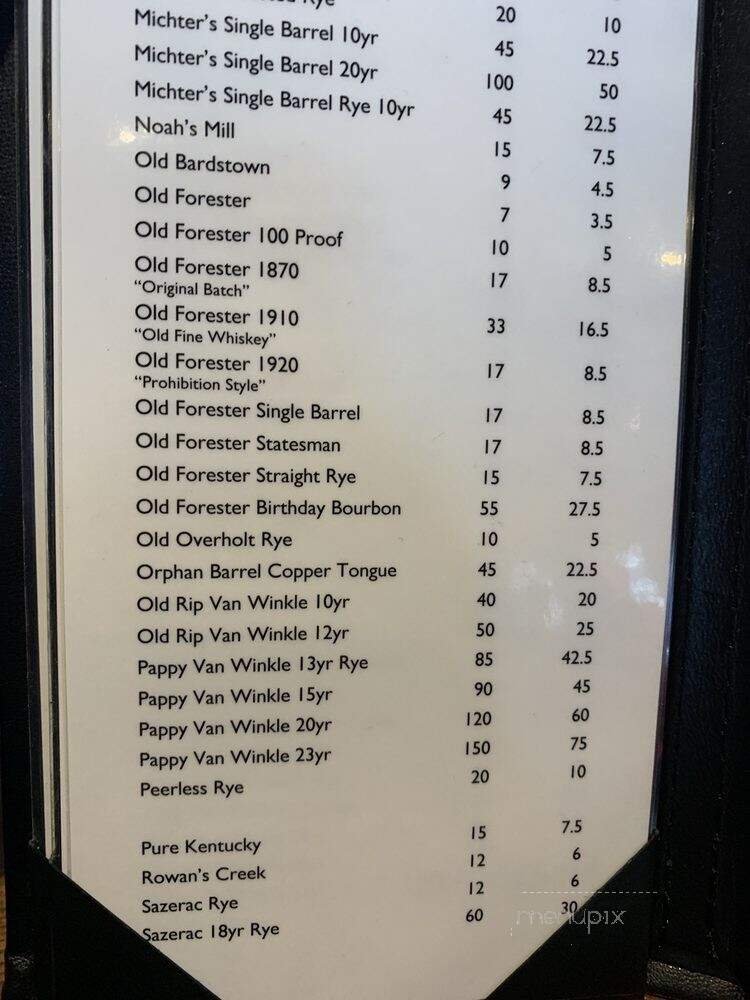 Rye 20 10
Michter's Single Barrel 10yr 45 22.5
Michter's Single Barrel 20yr 100 50
Michter's Single Barrel Rye 10yr 45 22.5
Noah's Mill 15 7.5
Old Bardstown 9 4.5
Old Forester 7 3.5
Old Forester 100 Proof 10 5
Old Forester 1870 17 8.5
"Original Batch"
Old Forester 1910 33 16.5
"Old Fine Whiskey"
Old Forester 1920 17 8.5
"Prohibition Style"
Old Forester Single Barrel 17 8.5
Old Forester Statesman 17 8.5
Old Forester Straight Rye 15 7.5
Old Forester Birthday Bourbon 55 27.5
Old Overholt Rye 10 5
Orphan Barrel Copper Tongue 45 22.5
Old Rip Van Winkle 10yr 40 20
Old Rip Van Winkle 12yr 50 25
Pappy Van Winkle 13yr Rye 85 42.5
Pappy Van Winkle 15yr 90 45
Pappy Van Winkle 20yr 120 60
Pappy Van Winkle 23yr 150 75
Peerless Rye 20 10
Pure Kentucky 15 7.5
Rowan's Creek 12 6
Sazerac Rye 12 6
Sazerac 18yr Rye 60 30
menupix